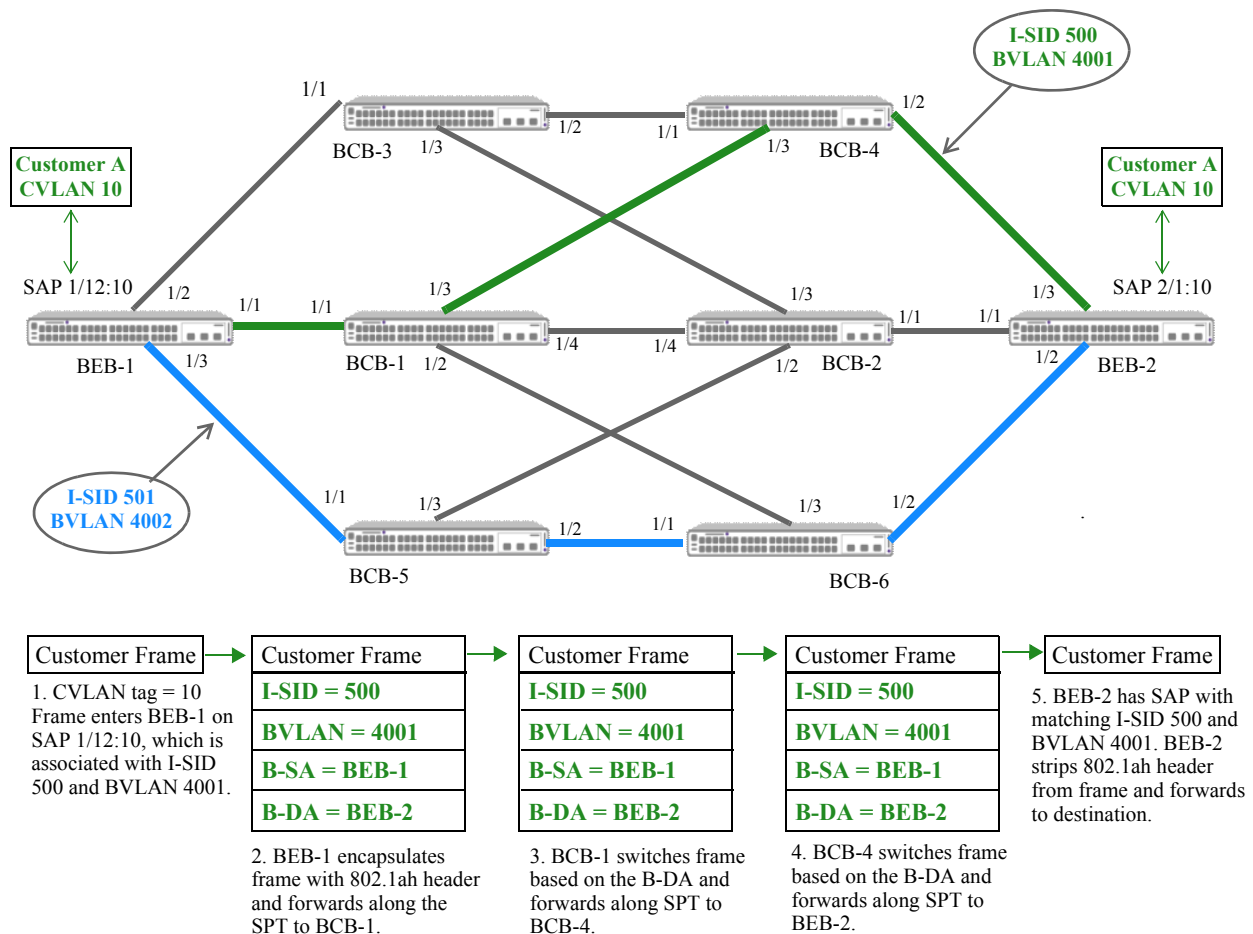 I-SID 500
BVLAN 4001
1/1
1/2
1/2
1/1
1/3
BCB-3
1/3
BCB-4
Customer A
CVLAN 10
Customer A
CVLAN 10
SAP 1/12:10
SAP 2/1:10
1/2
1/1
1/1
1/3
1/3
1/3
1/1
1/1
BEB-1
1/3
BCB-1
1/2
1/4
1/4
1/2
BCB-2
1/2
BEB-2
I-SID 501
BVLAN 4002
1/1
1/3
1/2
1/1
1/3
1/2
BCB-5
BCB-6
Customer Frame
1. CVLAN tag = 10
Frame enters BEB-1 on
SAP 1/12:10, which is
associated with I-SID
500 and BVLAN 4001.
Customer Frame
I-SID = 500
BVLAN = 4001
B-SA = BEB-1
B-DA = BEB-2
2. BEB-1 encapsulates
frame with 802.1ah header
and forwards along the
SPT to BCB-1.
Customer Frame
I-SID = 500
BVLAN = 4001
B-SA = BEB-1
B-DA = BEB-2
3. BCB-1 switches frame
based on the B-DA and
forwards along SPT to
BCB-4.
Customer Frame
I-SID = 500
BVLAN = 4001
B-SA = BEB-1
B-DA = BEB-2
4. BCB-4 switches frame
based on the B-DA and
forwards along SPT to
BEB-2.
Customer Frame
5. BEB-2 has SAP with
matching I-SID 500 and
BVLAN 4001. BEB-2
strips 802.1ah header
from frame and forwards
to destination.